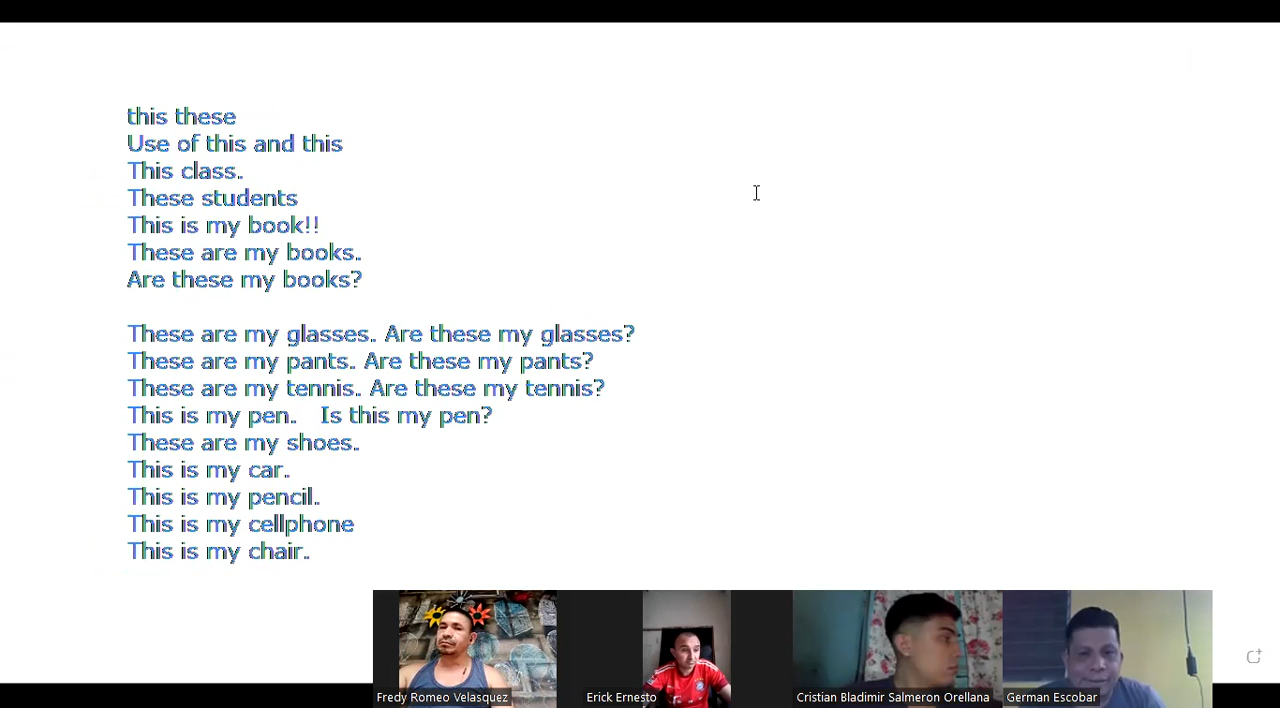 this these
Use of this and this
This class.
These students
This is my book!!
These are my books.
Are these my books?
These are my glasses. Are these my glasses?
These are my pants. Are these my pants?
These are my tennis. Are these my tennis?
This is my pen.   Is this my pen?
These are my shoes.
This is my car.
This is my pencil.
This is my cellphone
This is my chair.
Fredy Romeo Velasquez
Erick Ernesto
Cristian Bladimir Salmeron Orellana
German Escobar